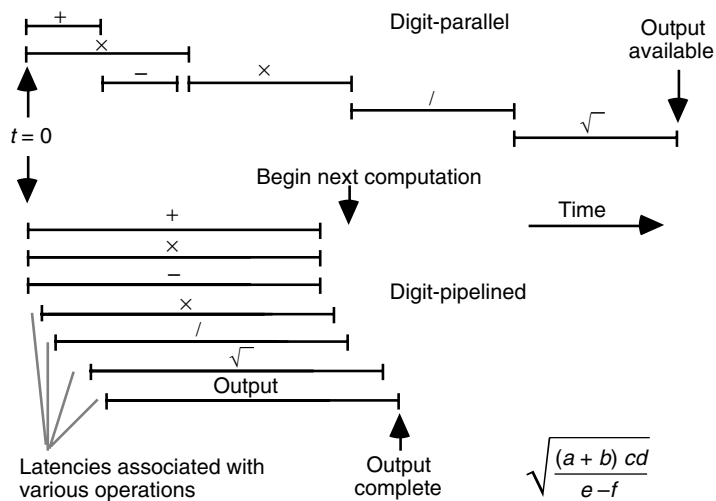 +
Digit-parallel
Output
available
×
−
×
/
√
t = 0
Begin next computation
Time
+
×
−
Digit-pipelined
×
/
√
Output
Latencies associated with
various operations
Output
complete
√((a + b) cd / e − f)